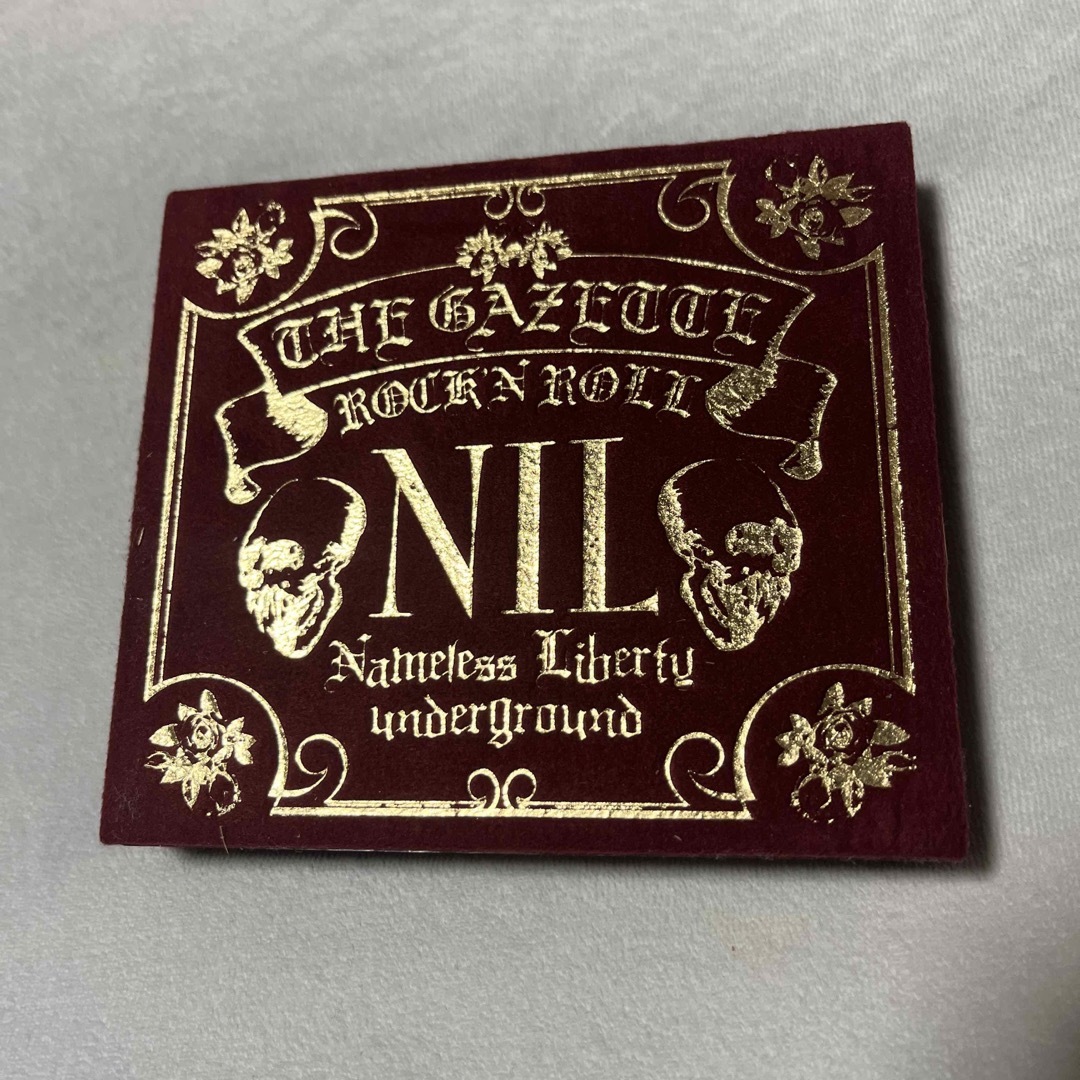 THE GAZETTE
ROCK'N ROLL
NIL
Nameless Liberty
underground